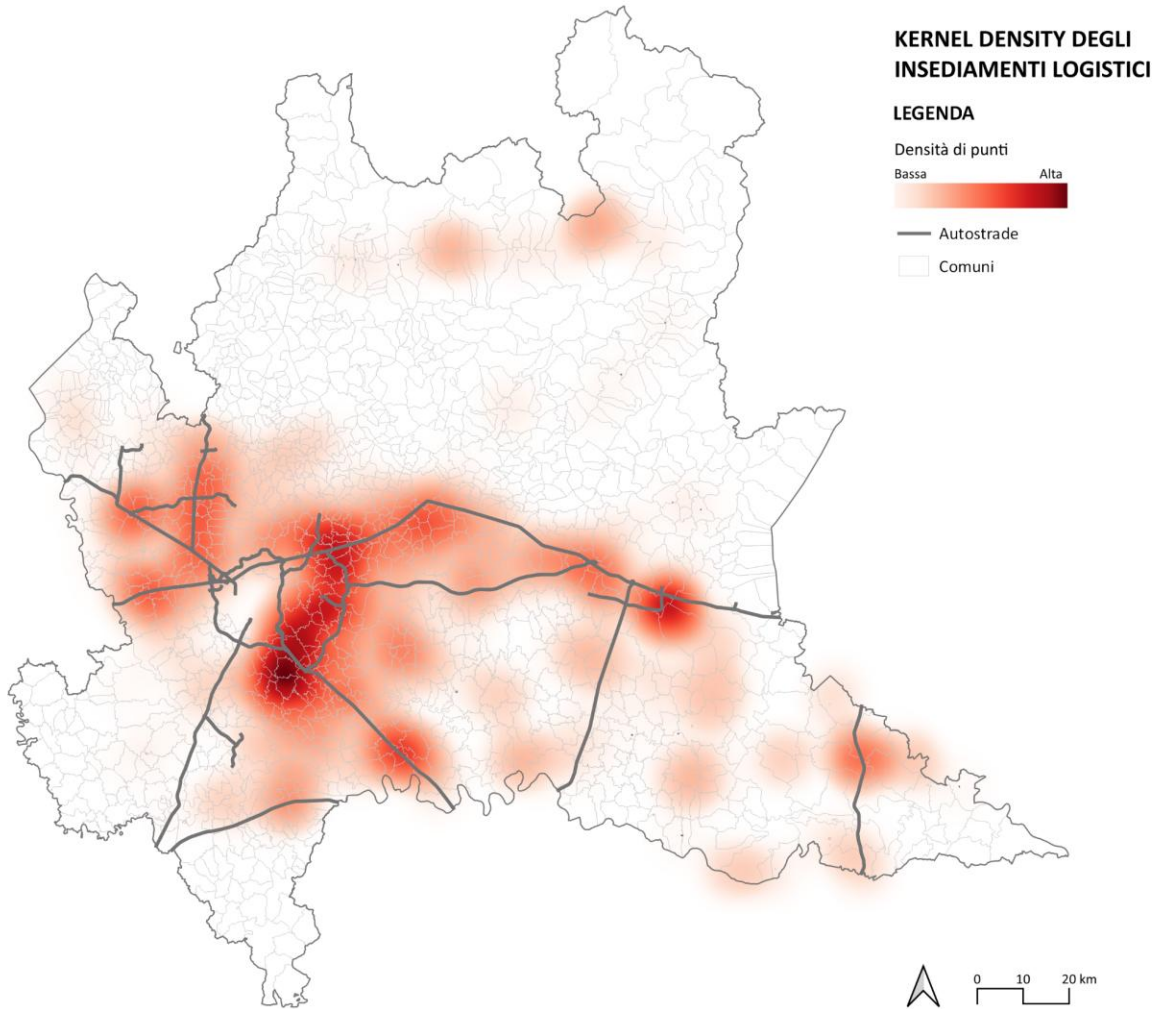 KERNEL DENSITY DEGLI
INSEDIAMENTI LOGISTICI
LEGENDA
Densità di punti
Bassa Alta
Autostrade
Comuni
0 10 20 km